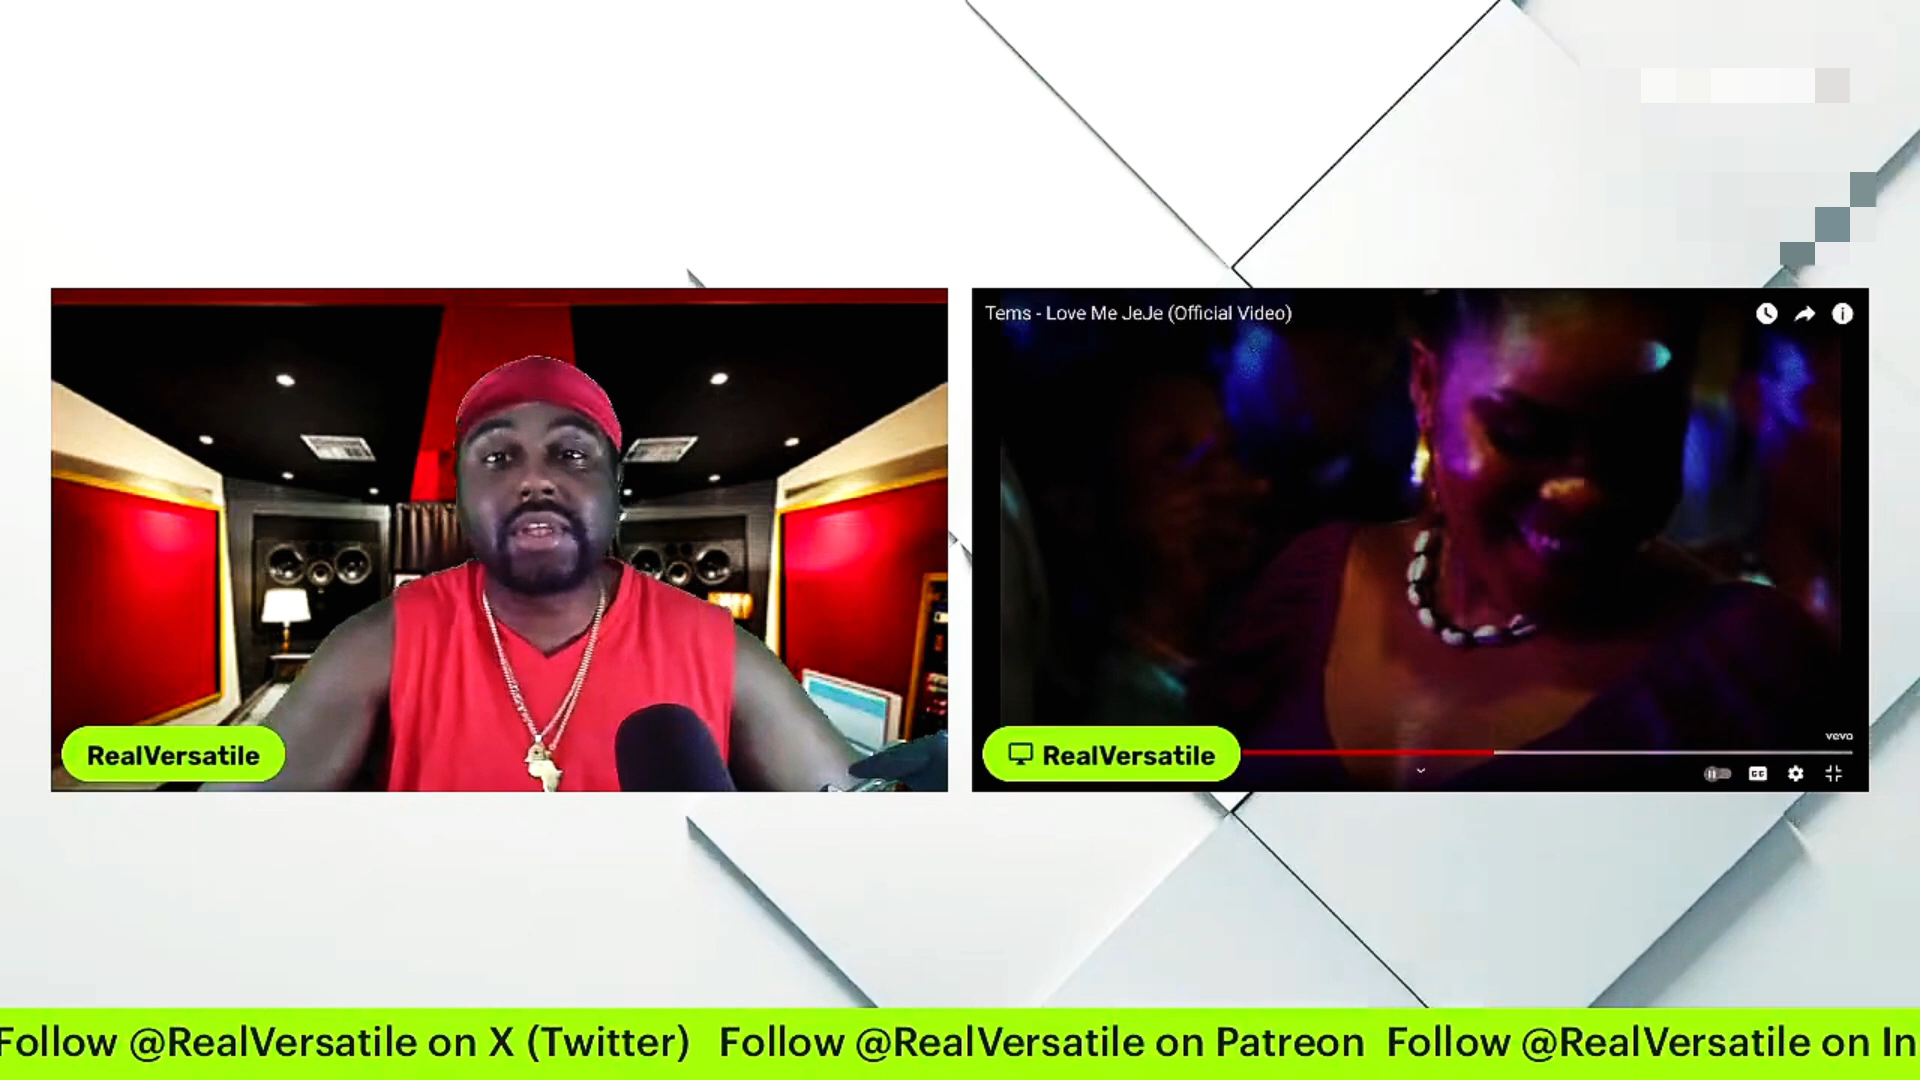 Tems - Love Me JeJe (Official Video)
RealVersatile
vevo
RealVersatile
CC
Follow @RealVersatile on X (Twitter) Follow @RealVersatile on Patreon Follow @RealVersatile on In